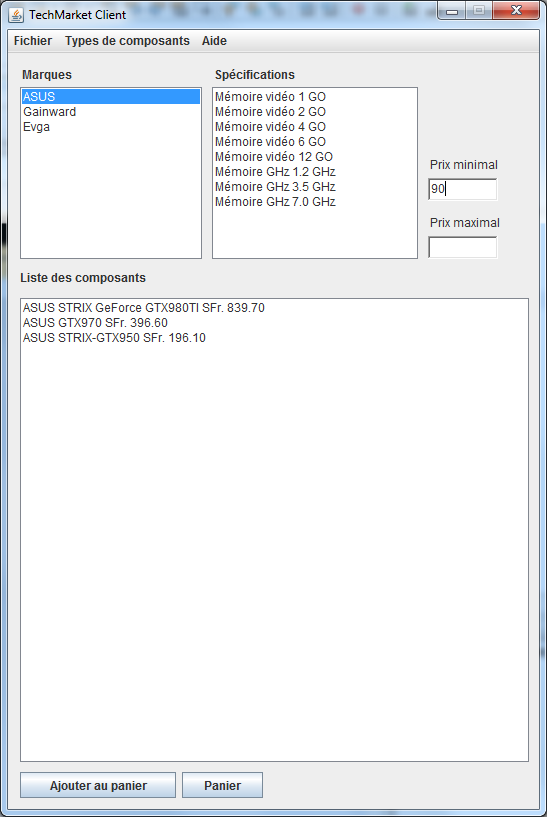 TechMarket Client
Fichier Types de composants Aide
Marques
ASUS
Gainward
Evga
Spécifications
Mémoire vidéo 1 GO
Mémoire vidéo 2 GO
Mémoire vidéo 4 GO
Mémoire vidéo 6 GO
Mémoire vidéo 12 GO
Mémoire GHz 1.2 GHz
Mémoire GHz 3.5 GHz
Mémoire GHz 7.0 GHz
Prix minimal
90
Prix maximal
Liste des composants
ASUS STRIX GeForce GTX980TI SFr. 839.70
ASUS GTX970 SFr. 396.60
ASUS STRIX-GTX950 SFr. 196.10
Ajouter au panier Panier